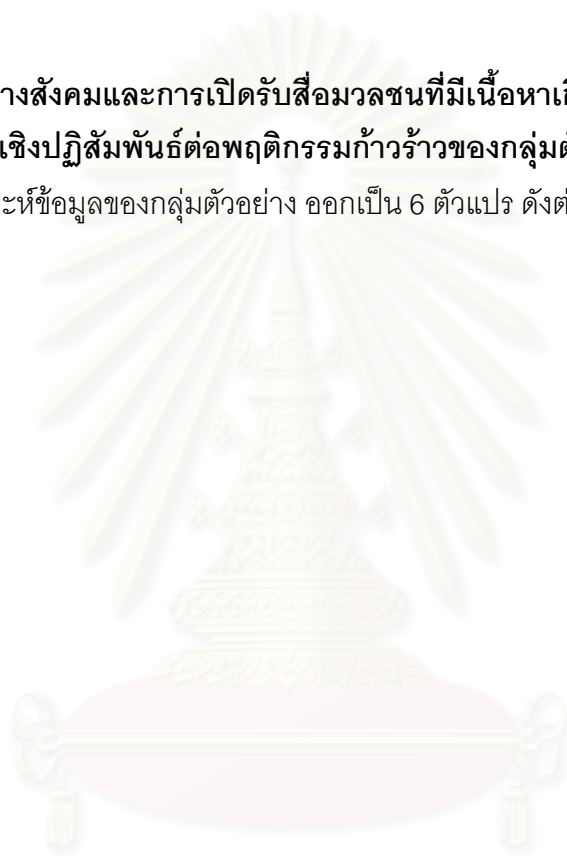 างสังคมและการเปิดรับสื่อมวลชนที่มีเนื้อหาเกี
เชิงปฏิสัมพันธ์ต่อพฤติกรรมก้าวร้าวของกลุ่มตั
ะห์ข้อมูลของกลุ่มตัวอย่าง ออกเป็น 6 ตัวแปร ดังต่